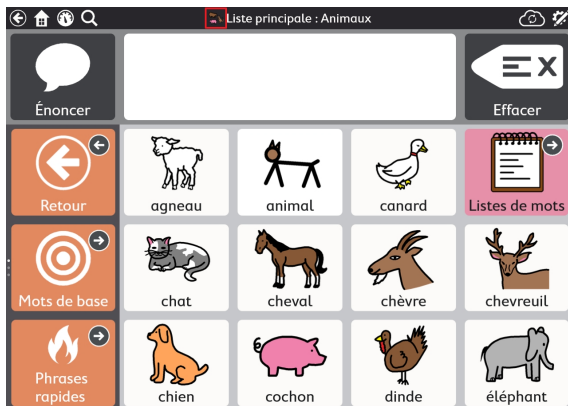 Liste principale : Animaux
Énoncer
Effacer
Retour
agneau
animal
canard
Listes de mots
Mots de base
chat
cheval
chèvre
chevreuil
Phrases
rapides
chien
cochon
dinde
éléphant